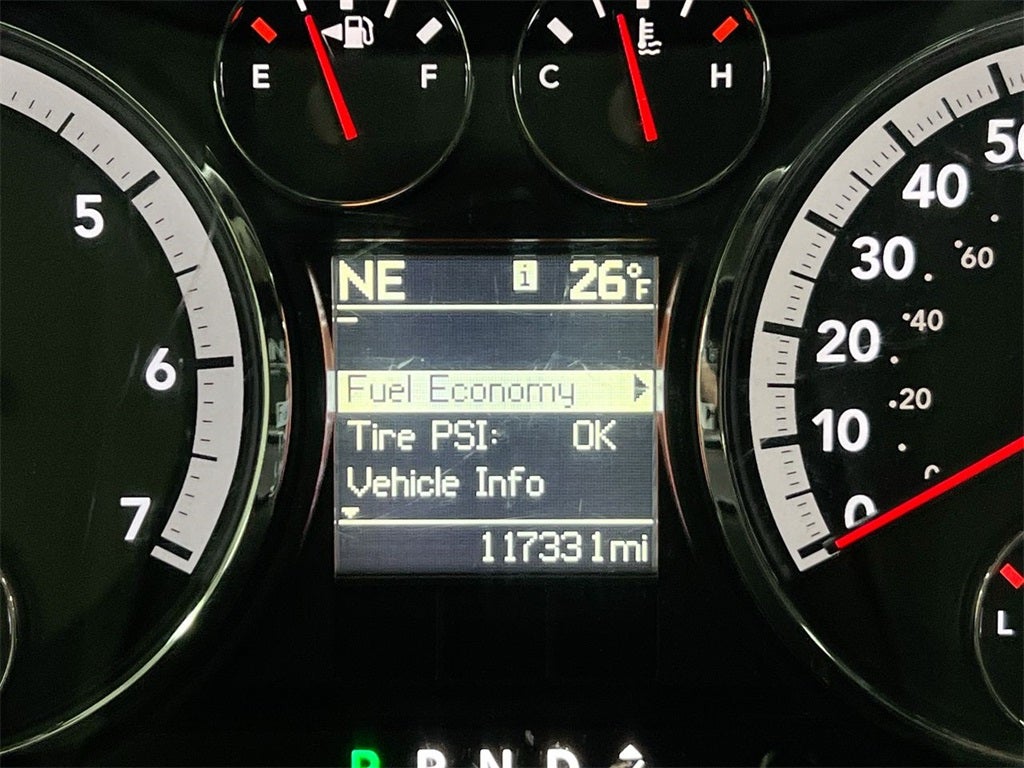 E F
C H
5
6
7
NE i 26°F
Fuel Economy
Tire PSI: OK
Vehicle Info
117331mi
50
40
30
20
10
0
60
40
20
0
L
P R N D